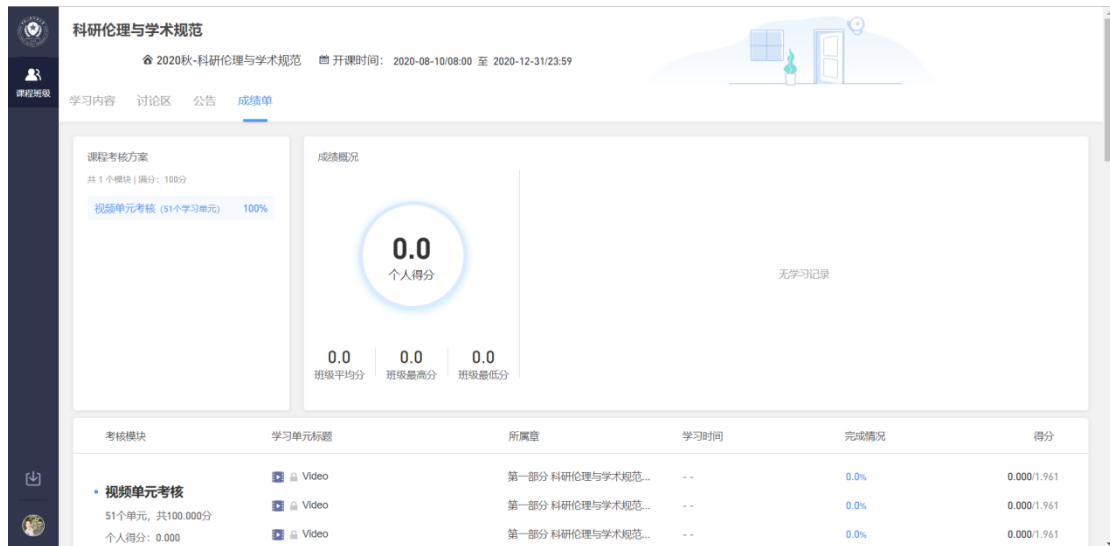 科研伦理与学术规范
2020秋-科研伦理与学术规范 开课时间： 2020-08-10/08:00 至 2020-12-31/23:59
课程班级
学习内容 讨论区 公告 成绩单
课程考核方案
共 1 个模块 | 满分：100分
视频单元考核 (51个学习单元) 100%
成绩概况
0.0
个人得分
无学习记录
0.0 0.0 0.0
班级平均分 班级最高分 班级最低分
考核模块 学习单元标题 所属章 学习时间 完成情况 得分
Video 第一部分 科研伦理与学术规范... - - 0.0% 0.000/1.961
视频单元考核
Video 第一部分 科研伦理与学术规范... - - 0.0% 0.000/1.961
51个单元，共100.000分
Video 第一部分 科研伦理与学术规范... - - 0.0% 0.000/1.961
个人得分：0.000